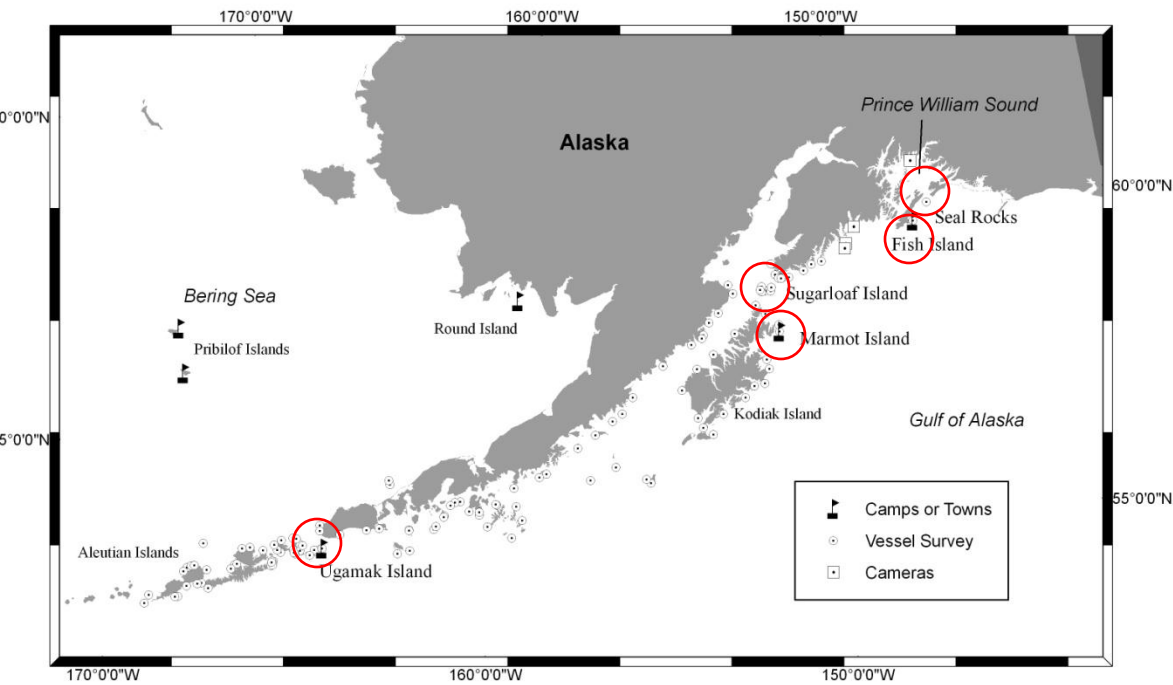 170°0'0"W
160°0'0"W
150°0'0"W
Prince William Sound
0°0'0"N
Alaska
60°0'0"N
Seal Rocks
Fish Island
Bering Sea
Sugarloaf Island
Round Island
Marmot Island
Pribilof Islands
Kodiak Island
Gulf of Alaska
5°0'0"N
55°0'0"N
Camps or Towns
Vessel Survey
Aleutian Islands
Ugamak Island
Cameras
170°0'0"W
160°0'0"W
150°0'0"W